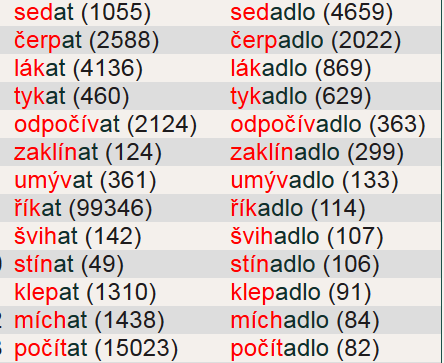 sedat (1055) sedadlo (4659)
čerpat (2588) čerpadlo (2022)
lákat (4136) lákadlo (869)
tykat (460) tykadlo (629)
odpočívat (2124) odpočívadlo (363)
zaklínat (124) zaklínadlo (299)
umývat (361) umývadlo (133)
říkat (99346) říkadlo (114)
švihat (142) švihadlo (107)
stínat (49) stínadlo (106)
klepat (1310) klepadlo (91)
míchat (1438) míchadlo (84)
počítat (15023) počítadlo (82)